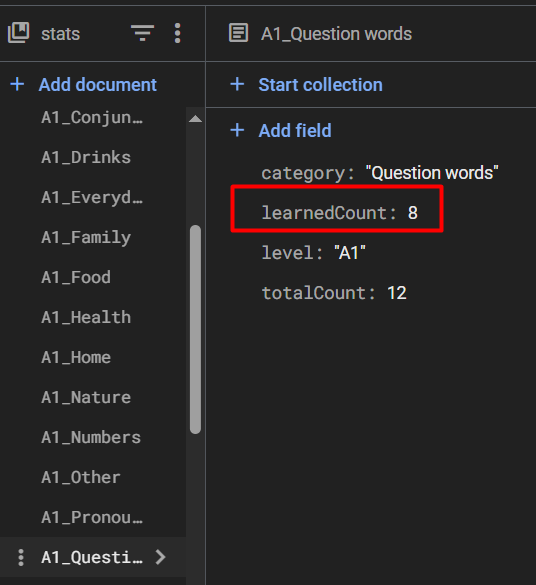 stats
Add document
A1_Conjun…
A1_Drinks
A1_Everyd…
A1_Family
A1_Food
A1_Health
A1_Home
A1_Nature
A1_Numbers
A1_Other
A1_Pronou…
A1_Questi…
A1_Question words
Start collection
Add field
category: "Question words"
learnedCount: 8
level: "A1"
totalCount: 12